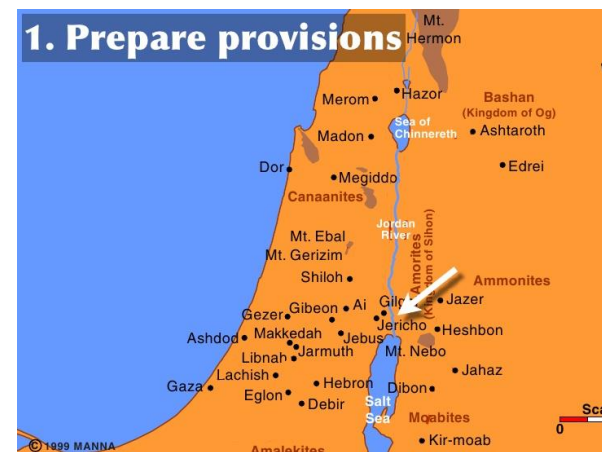 1. Prepare provisions
Mt.
Hermon
Merom
Hazor
Bashan
(Kingdom of Og)
Sea of
Chinnereth
Madon
Ashtaroth
Dor
Edrei
Megiddo
Canaanites
Jordan
River
Amorites
(Kingdom of Sihon)
Mt. Ebal
Mt. Gerizim
Shiloh
Ammonites
Gezer
Gibeon
Ai
Gilg
Jazer
Jericho
Heshbon
Ashdod
Makkedah
Jebus
Jarmuth
Mt. Nebo
Libnah
Lachish
Jahaz
Gaza
Hebron
Dibon
Eglon
Debir
Salt
Sea
Moabites
Sca
0
©1999 MANNA
Amalekites
Kir-moab